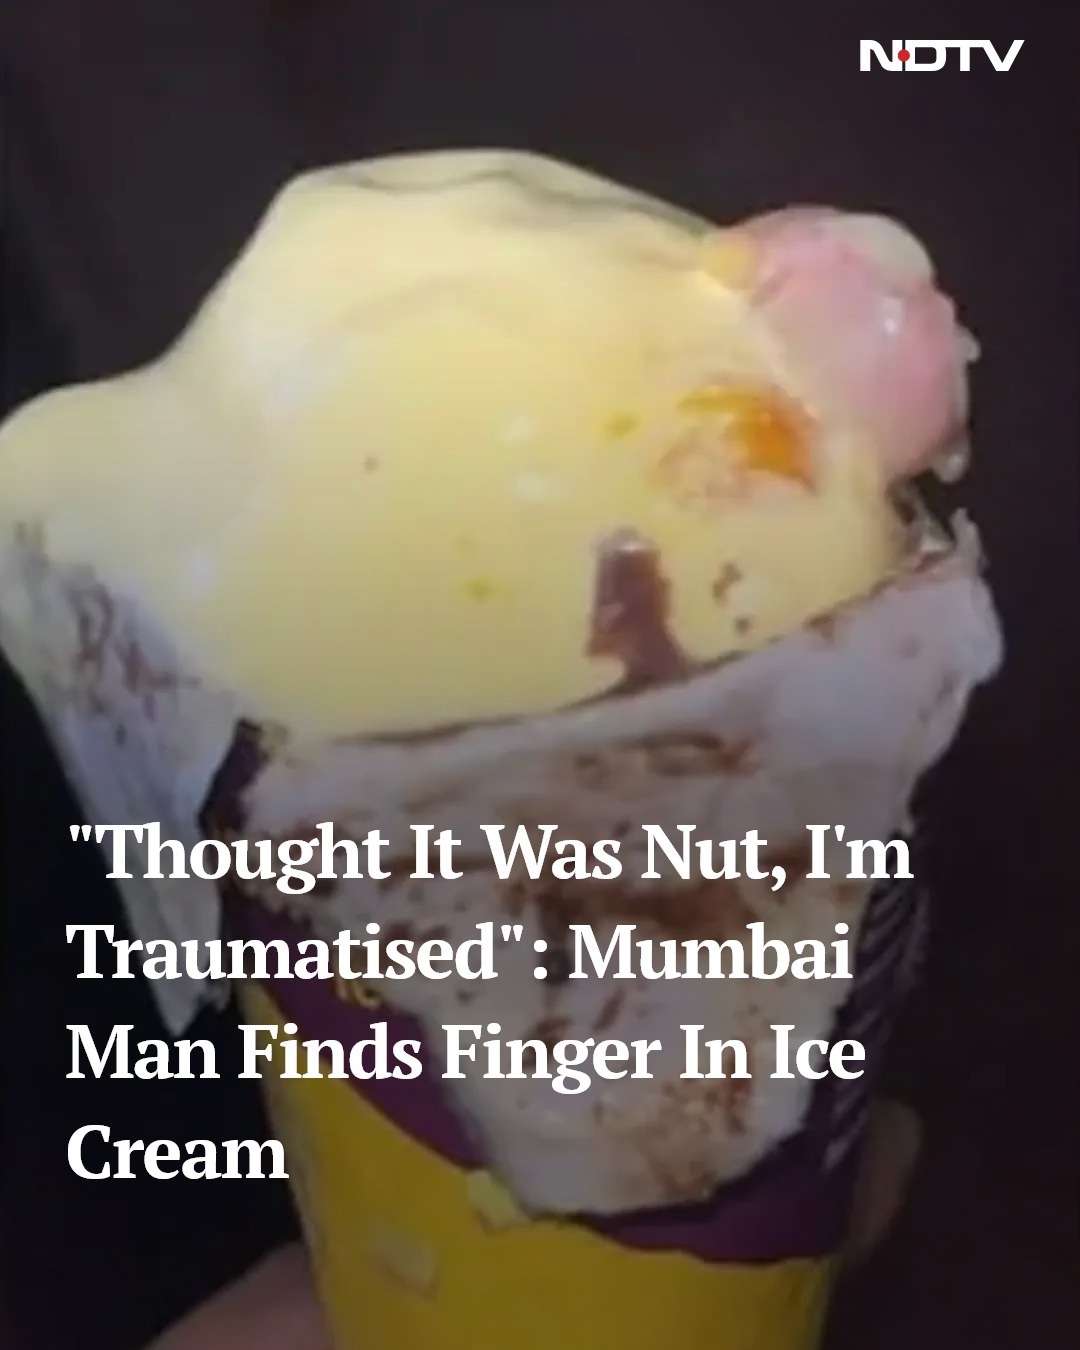 NDTV
"Thought It Was Nut, I'm
Traumatised": Mumbai
Man Finds Finger In Ice
Cream